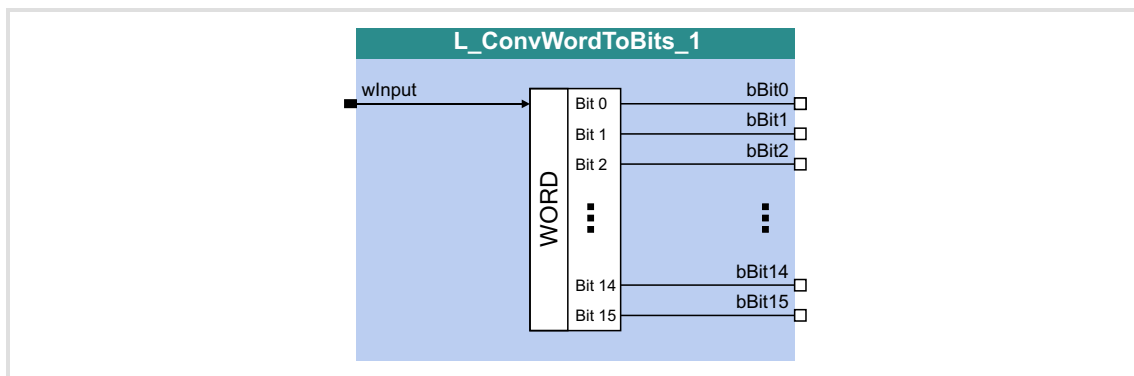 L_ConvWordToBits_1
wInput
WORD
Bit 0
bBit0
Bit 1
bBit1
Bit 2
bBit2
Bit 14
bBit14
Bit 15
bBit15